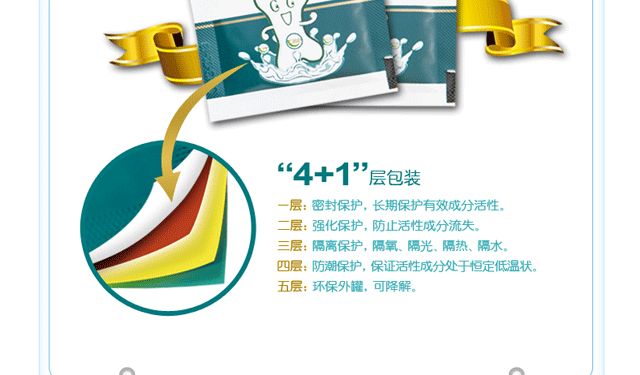 “4+1”层包装
一层：密封保护，长期保护有效成分活性。
二层：强化保护，防止活性成分流失。
三层：隔离保护，隔氧、隔光、隔热、隔水。
四层：防潮保护，保证活性成分处于恒定低温状。
五层：环保外罐，可降解。